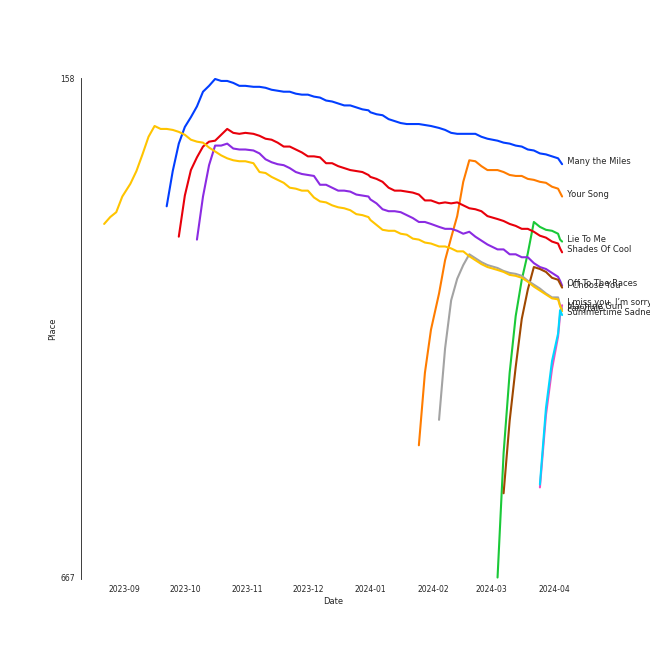 158
Many the Miles
Your Song
Lie To Me
Shades Of Cool
Off To The Races
I Choose You
I miss you, I'm sorry
Machine Gun
Summertime Sadne
Place
667
2023-09 2023-10 2023-11 2023-12 2024-01 2024-02 2024-03 2024-04
Date